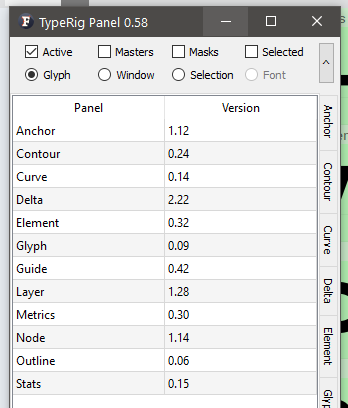 TypeRig Panel 0.58
Active Masters Masks Selected
Glyph Window Selection Font
Panel Version
Anchor 1.12
Contour 0.24
Curve 0.14
Delta 2.22
Element 0.32
Glyph 0.09
Guide 0.42
Layer 1.28
Metrics 0.30
Node 1.14
Outline 0.06
Stats 0.15
Anchor
Contour
Curve
Delta
Element